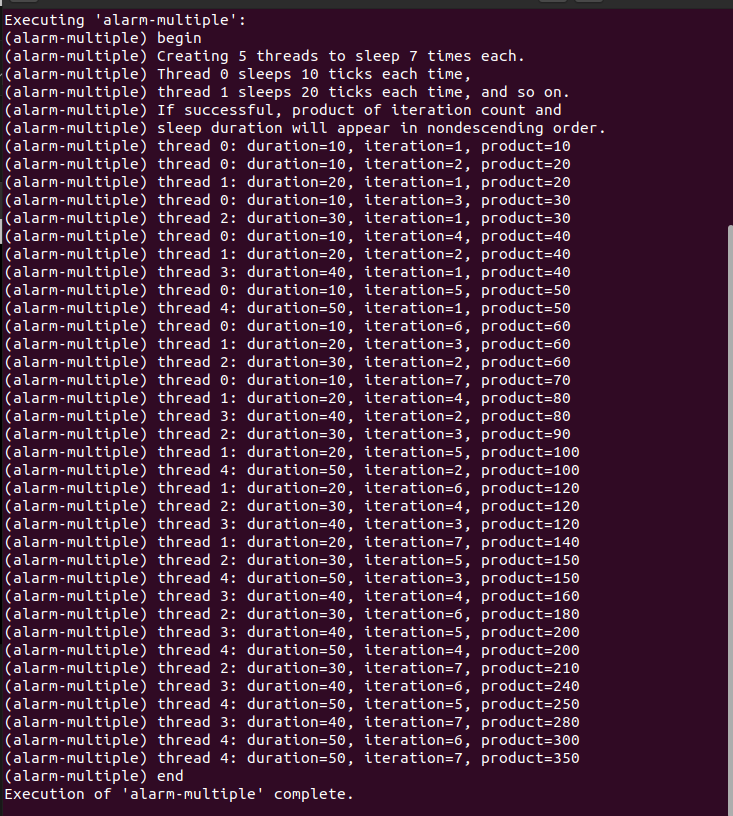 Executing 'alarm-multiple':
(alarm-multiple) begin
(alarm-multiple) Creating 5 threads to sleep 7 times each.
(alarm-multiple) Thread 0 sleeps 10 ticks each time,
(alarm-multiple) thread 1 sleeps 20 ticks each time, and so on.
(alarm-multiple) If successful, product of iteration count and
(alarm-multiple) sleep duration will appear in nondescending order.
(alarm-multiple) thread 0: duration=10, iteration=1, product=10
(alarm-multiple) thread 0: duration=10, iteration=2, product=20
(alarm-multiple) thread 1: duration=20, iteration=1, product=20
(alarm-multiple) thread 0: duration=10, iteration=3, product=30
(alarm-multiple) thread 2: duration=30, iteration=1, product=30
(alarm-multiple) thread 0: duration=10, iteration=4, product=40
(alarm-multiple) thread 1: duration=20, iteration=2, product=40
(alarm-multiple) thread 3: duration=40, iteration=1, product=40
(alarm-multiple) thread 0: duration=10, iteration=5, product=50
(alarm-multiple) thread 4: duration=50, iteration=1, product=50
(alarm-multiple) thread 0: duration=10, iteration=6, product=60
(alarm-multiple) thread 1: duration=20, iteration=3, product=60
(alarm-multiple) thread 2: duration=30, iteration=2, product=60
(alarm-multiple) thread 0: duration=10, iteration=7, product=70
(alarm-multiple) thread 1: duration=20, iteration=4, product=80
(alarm-multiple) thread 3: duration=40, iteration=2, product=80
(alarm-multiple) thread 2: duration=30, iteration=3, product=90
(alarm-multiple) thread 1: duration=20, iteration=5, product=100
(alarm-multiple) thread 4: duration=50, iteration=2, product=100
(alarm-multiple) thread 1: duration=20, iteration=6, product=120
(alarm-multiple) thread 2: duration=30, iteration=4, product=120
(alarm-multiple) thread 3: duration=40, iteration=3, product=120
(alarm-multiple) thread 1: duration=20, iteration=7, product=140
(alarm-multiple) thread 2: duration=30, iteration=5, product=150
(alarm-multiple) thread 4: duration=50, iteration=3, product=150
(alarm-multiple) thread 3: duration=40, iteration=4, product=160
(alarm-multiple) thread 2: duration=30, iteration=6, product=180
(alarm-multiple) thread 3: duration=40, iteration=5, product=200
(alarm-multiple) thread 4: duration=50, iteration=4, product=200
(alarm-multiple) thread 2: duration=30, iteration=7, product=210
(alarm-multiple) thread 3: duration=40, iteration=6, product=240
(alarm-multiple) thread 4: duration=50, iteration=5, product=250
(alarm-multiple) thread 3: duration=40, iteration=7, product=280
(alarm-multiple) thread 4: duration=50, iteration=6, product=300
(alarm-multiple) thread 4: duration=50, iteration=7, product=350
(alarm-multiple) end
Execution of 'alarm-multiple' complete.